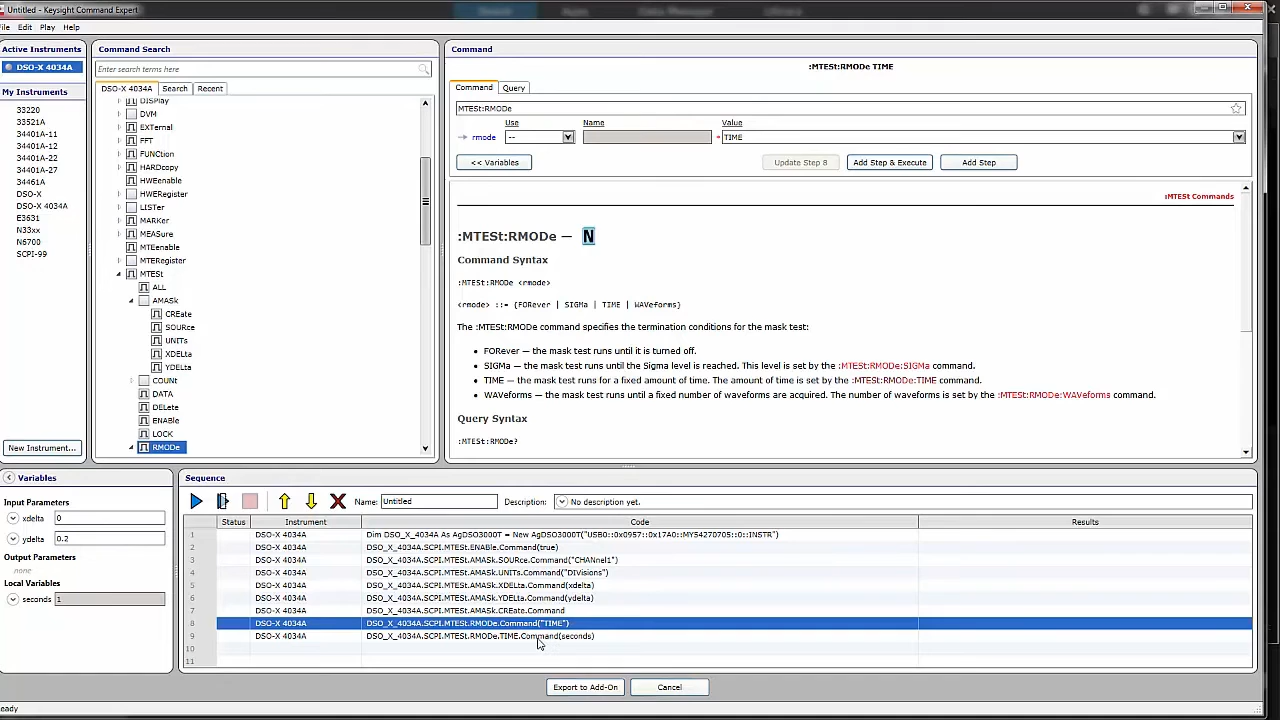 Untitled - Keysight Command Expert
File Edit Play Help
Active Instruments
DSO-X 4034A
My Instruments
33220
33521A
34401A-11
34401A-12
34401A-22
34401A-27
34461A
DSO-X
DSO-X 4034A
E3631
N33xx
N6700
SCPI-99
New Instrument...
Command Search
Enter search terms here
DSO-X 4034A Search Recent
DISPlay
DVM
EXTernal
FFT
FUNCtion
HARDcopy
HWEenable
HWERegister
LISTer
MARKer
MEASure
MTEenable
MTERegister
MTESt
ALL
AMASk
CREate
SOURce
UNITs
XDELta
YDELta
COUNt
DATA
DELete
ENABle
LOCK
RMODe
Command
:MTESt:RMODe TIME
Command Query
MTESt:RMODe
Use Name Value
rmode -- * TIME
<< Variables Update Step 8 Add Step & Execute Add Step
:MTESt Commands
:MTESt:RMODe — N
Command Syntax
:MTESt:RMODe <rmode>
<rmode> ::= {FORever | SIGMa | TIME | WAVeforms}
The :MTESt:RMODe command specifies the termination conditions for the mask test:
• FORever — the mask test runs until it is turned off.
• SIGMa — the mask test runs until the Sigma level is reached. This level is set by the :MTESt:RMODe:SIGMa command.
• TIME — the mask test runs for a fixed amount of time. The amount of time is set by the :MTESt:RMODe:TIME command.
• WAVeforms — the mask test runs until a fixed number of waveforms are acquired. The number of waveforms is set by the :MTESt:RMODe:WAVeforms command.
Query Syntax
:MTESt:RMODe?
Variables
Input Parameters
xdelta 0
ydelta 0.2
Output Parameters
none
Local Variables
seconds 1
Sequence
Name: Untitled Description: No description yet.
Status Instrument Code Results
1 DSO-X 4034A Dim DSO_X_4034A As AgDSO3000T = New AgDSO3000T("USB0::0x0957::0x17A0::MY54270705::0::INSTR")
2 DSO-X 4034A DSO_X_4034A.SCPI.MTESt.ENABle.Command(true)
3 DSO-X 4034A DSO_X_4034A.SCPI.MTESt.AMASk.SOURce.Command("CHANnel1")
4 DSO-X 4034A DSO_X_4034A.SCPI.MTESt.AMASk.UNITs.Command("DIVisions")
5 DSO-X 4034A DSO_X_4034A.SCPI.MTESt.AMASk.XDELta.Command(xdelta)
6 DSO-X 4034A DSO_X_4034A.SCPI.MTESt.AMASk.YDELta.Command(ydelta)
7 DSO-X 4034A DSO_X_4034A.SCPI.MTESt.AMASk.CREate.Command
8 DSO-X 4034A DSO_X_4034A.SCPI.MTESt.RMODe.Command("TIME")
9 DSO-X 4034A DSO_X_4034A.SCPI.MTESt.RMODe.TIME.Command(seconds)
10
11
Export to Add-On Cancel
eady